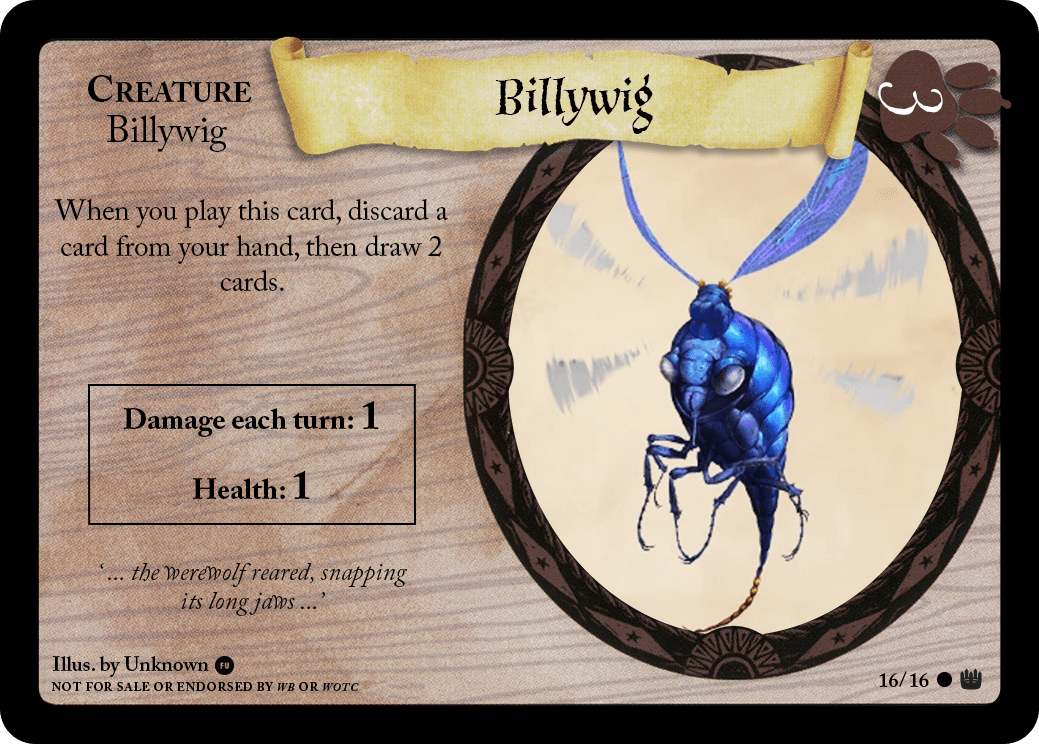 Billywig
3
CREATURE
Billywig
When you play this card, discard a
card from your hand, then draw 2
cards.
Damage each turn: 1
Health: 1
‘ ... the werewolf reared, snapping
its long jaws ...’
Illus. by Unknown FU
NOT FOR SALE OR ENDORSED BY WB OR WOTC
16/16